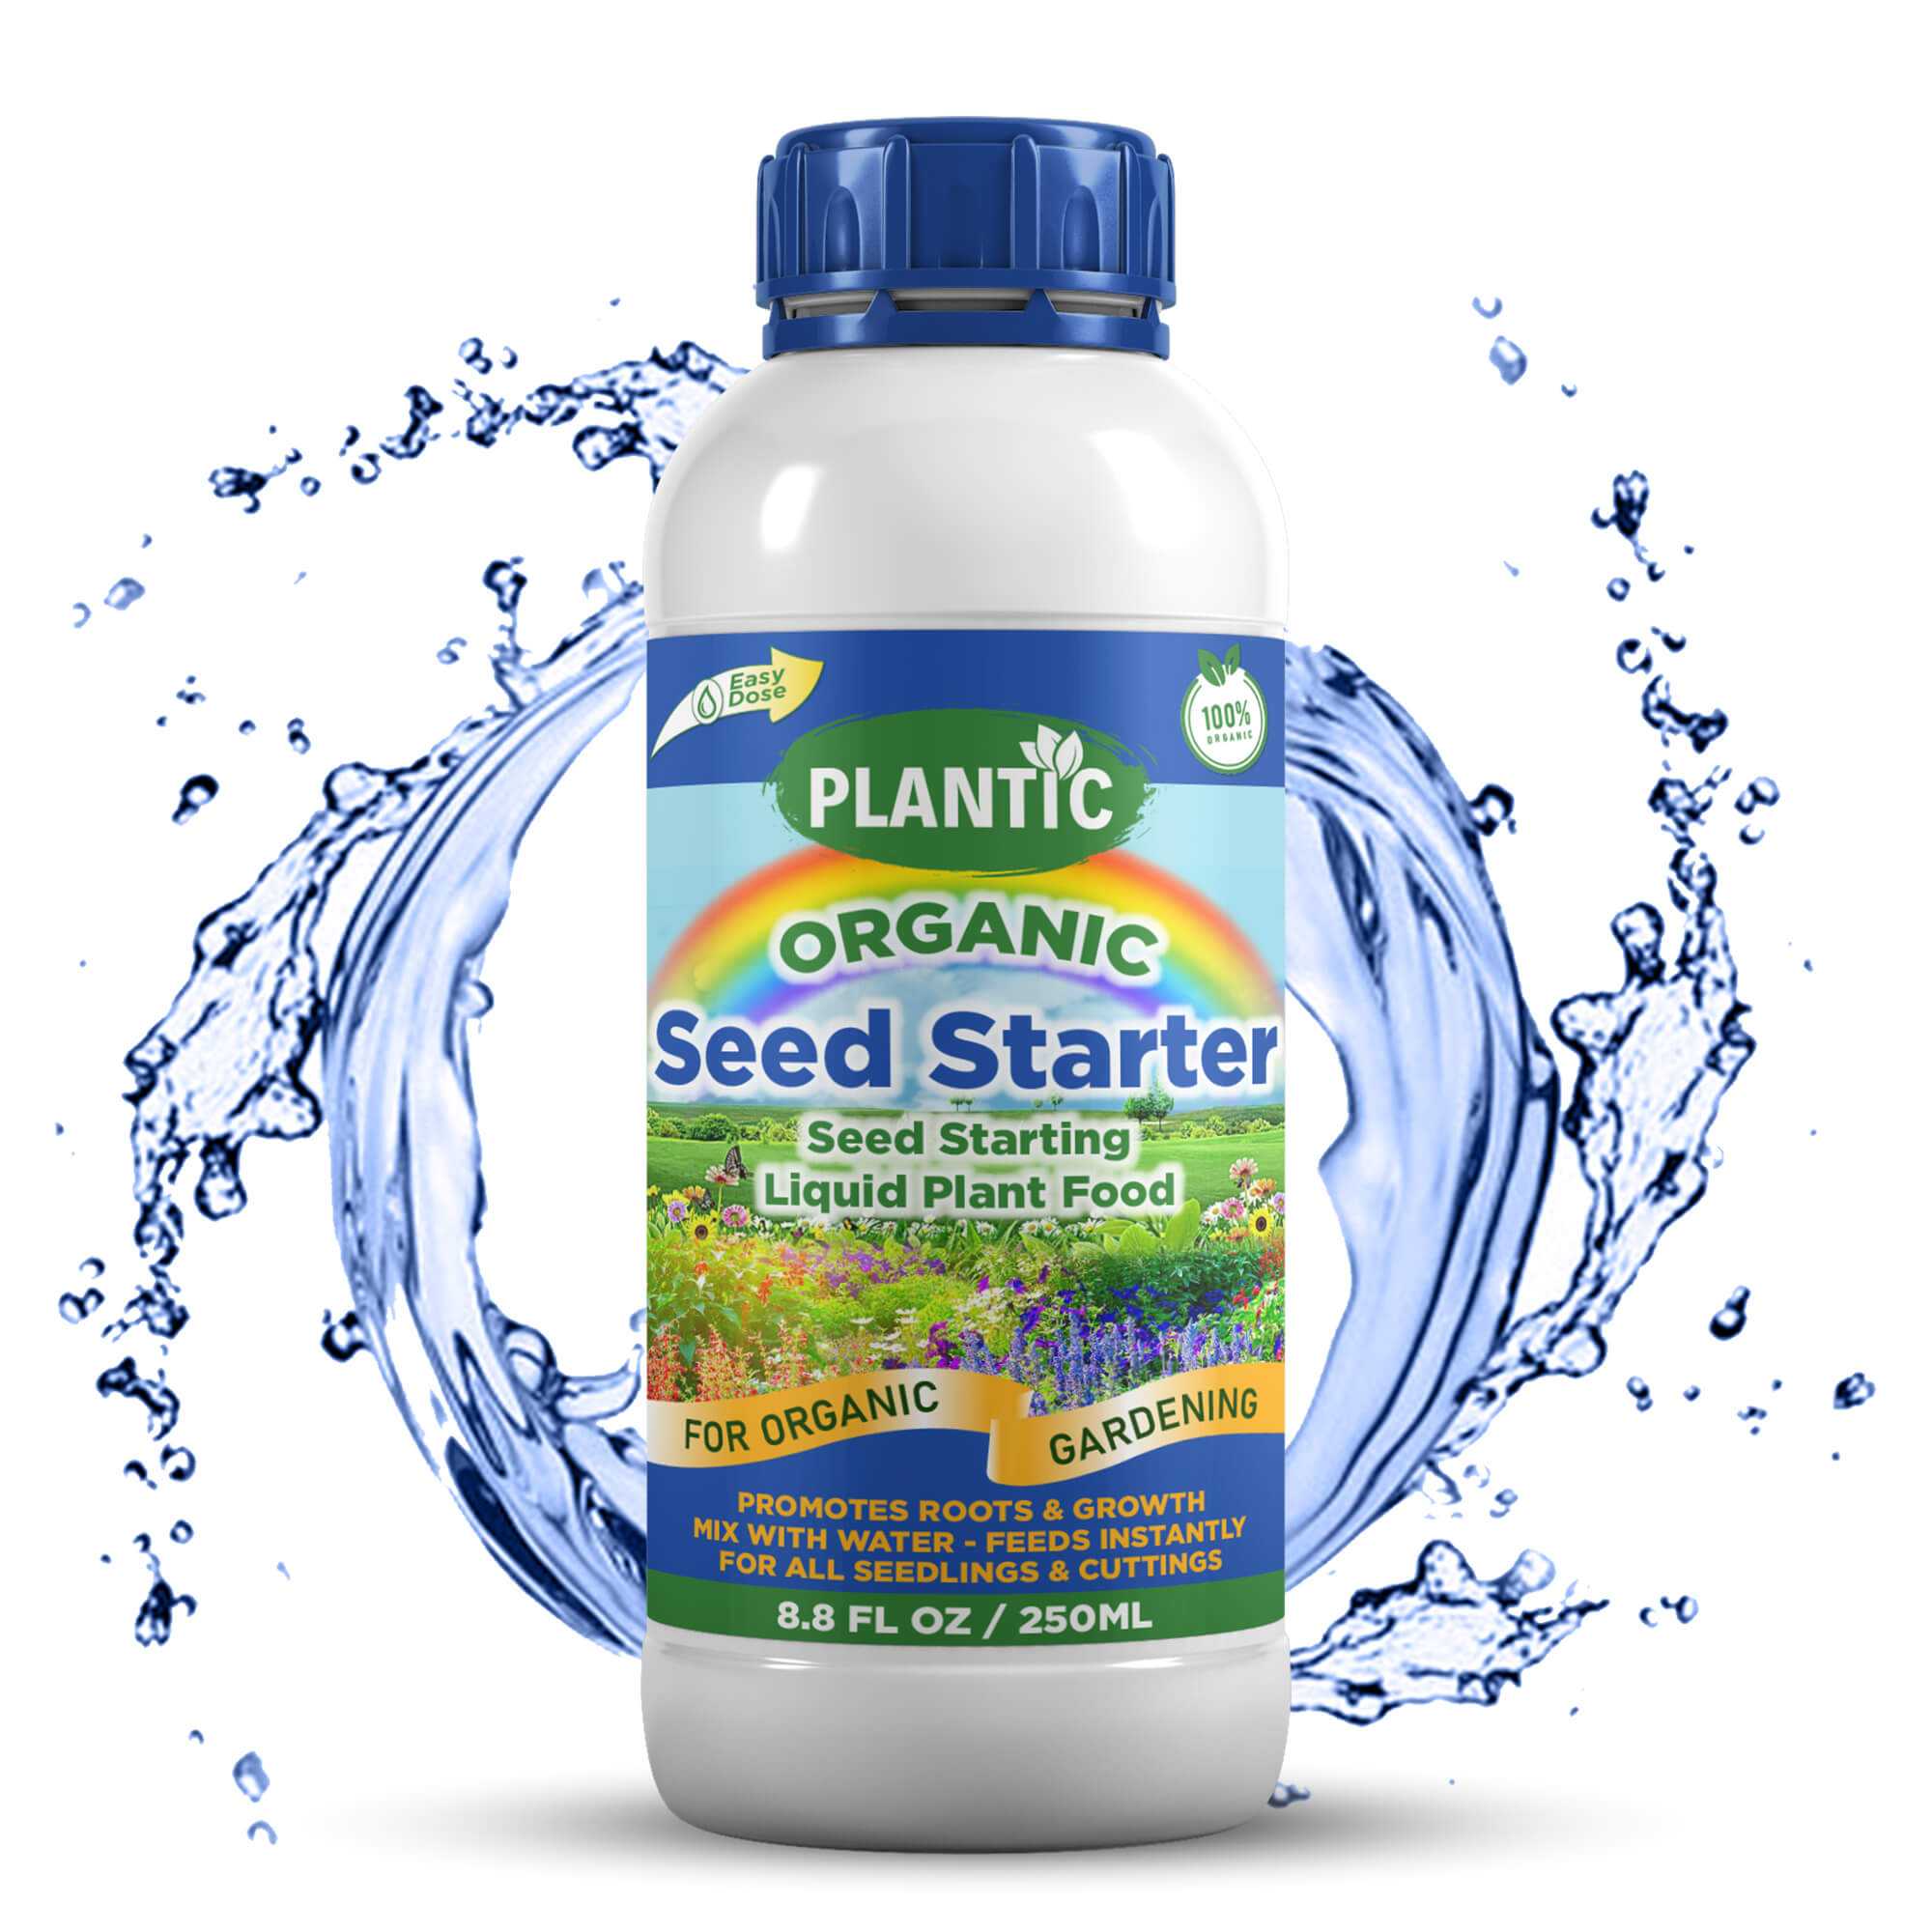 Easy
Dose
100%
ORGANIC
PLANTIC
ORGANIC
Seed Starter
Seed Starting
Liquid Plant Food
FOR ORGANIC GARDENING
PROMOTES ROOTS & GROWTH
MIX WITH WATER - FEEDS INSTANTLY
FOR ALL SEEDLINGS & CUTTINGS
8.8 FL OZ / 250ML